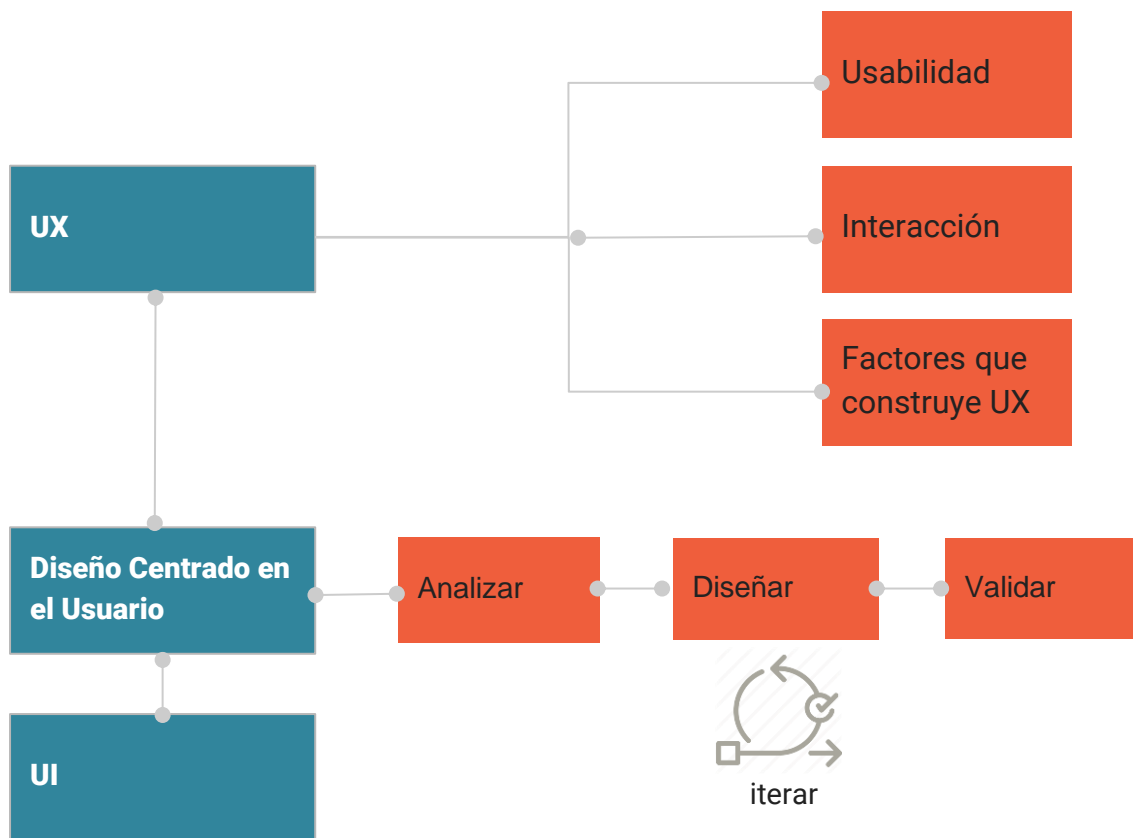 Usabilidad
UX
Interacción
Factores que
construye UX
Diseño Centrado en
el Usuario
Analizar
Diseñar
Validar
iterar
UI